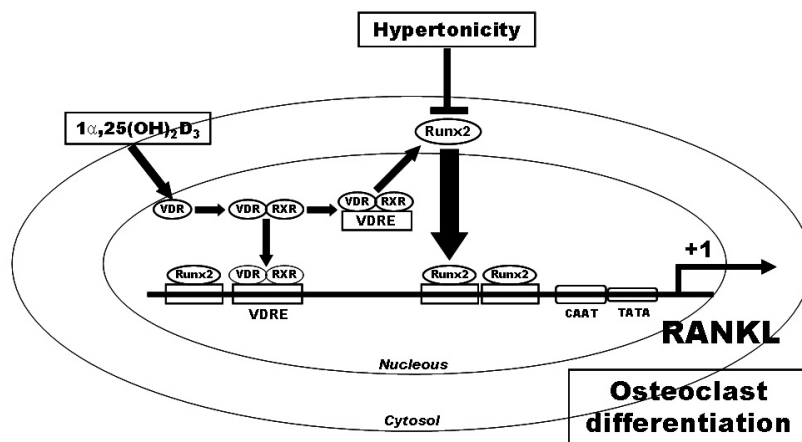 Hypertonicity
1α,25(OH)₂D₃
Runx2
VDR
VDR RXR
VDR RXR
VDRE
Runx2
VDR RXR
VDRE
Runx2
Runx2
CAAT
TATA
+1
RANKL
Nucleous
Cytosol
Osteoclast
differentiation